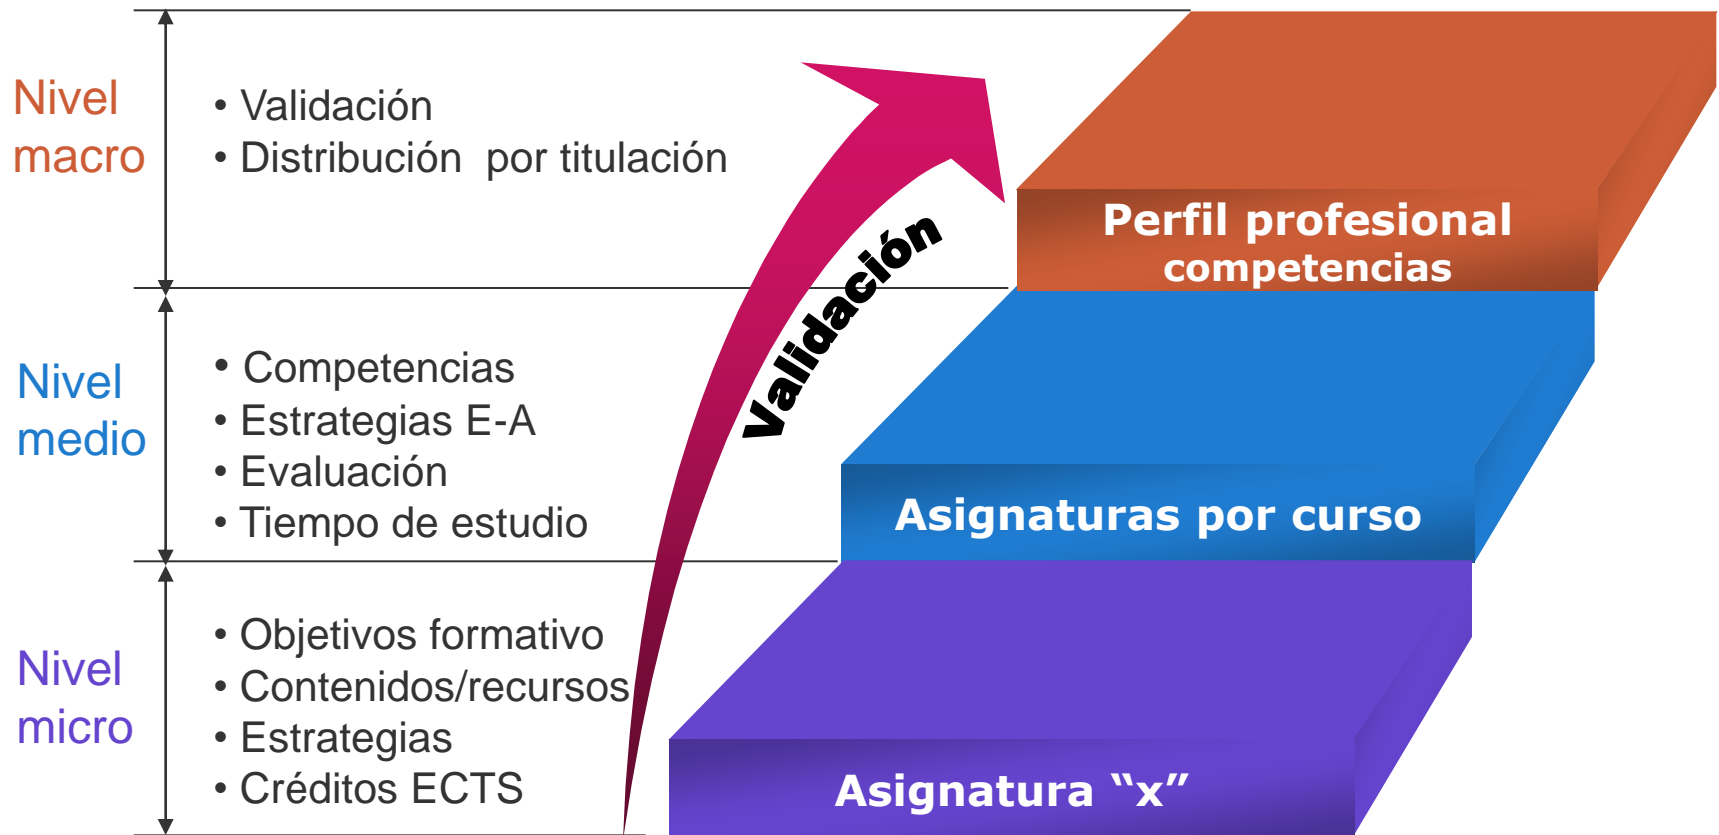 Nivel
macro
• Validación
• Distribución por titulación
Perfil profesional
competencias
Validación
Nivel
medio
• Competencias
• Estrategias E-A
• Evaluación
• Tiempo de estudio
Asignaturas por curso
Nivel
micro
• Objetivos formativo
• Contenidos/recursos
• Estrategias
• Créditos ECTS
Asignatura “x”